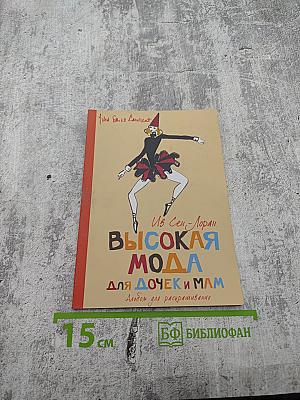 Ив Сен-Лоран
ВЫСОКАЯ
МОДА
ДЛЯ ДОЧЕК И МАМ
Альбом для раскрашивания
15 см
БФ БИБЛИОФАН